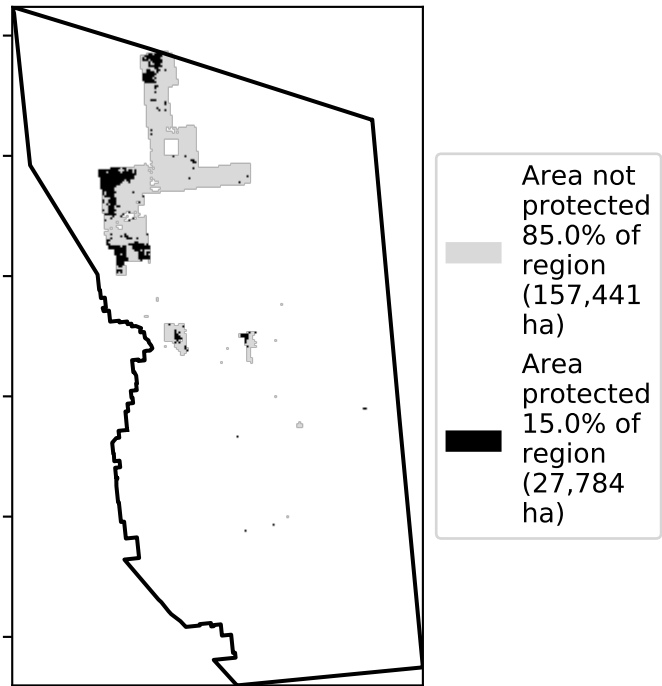 Area not
protected
85.0% of
region
(157,441
ha)
Area
protected
15.0% of
region
(27,784
ha)